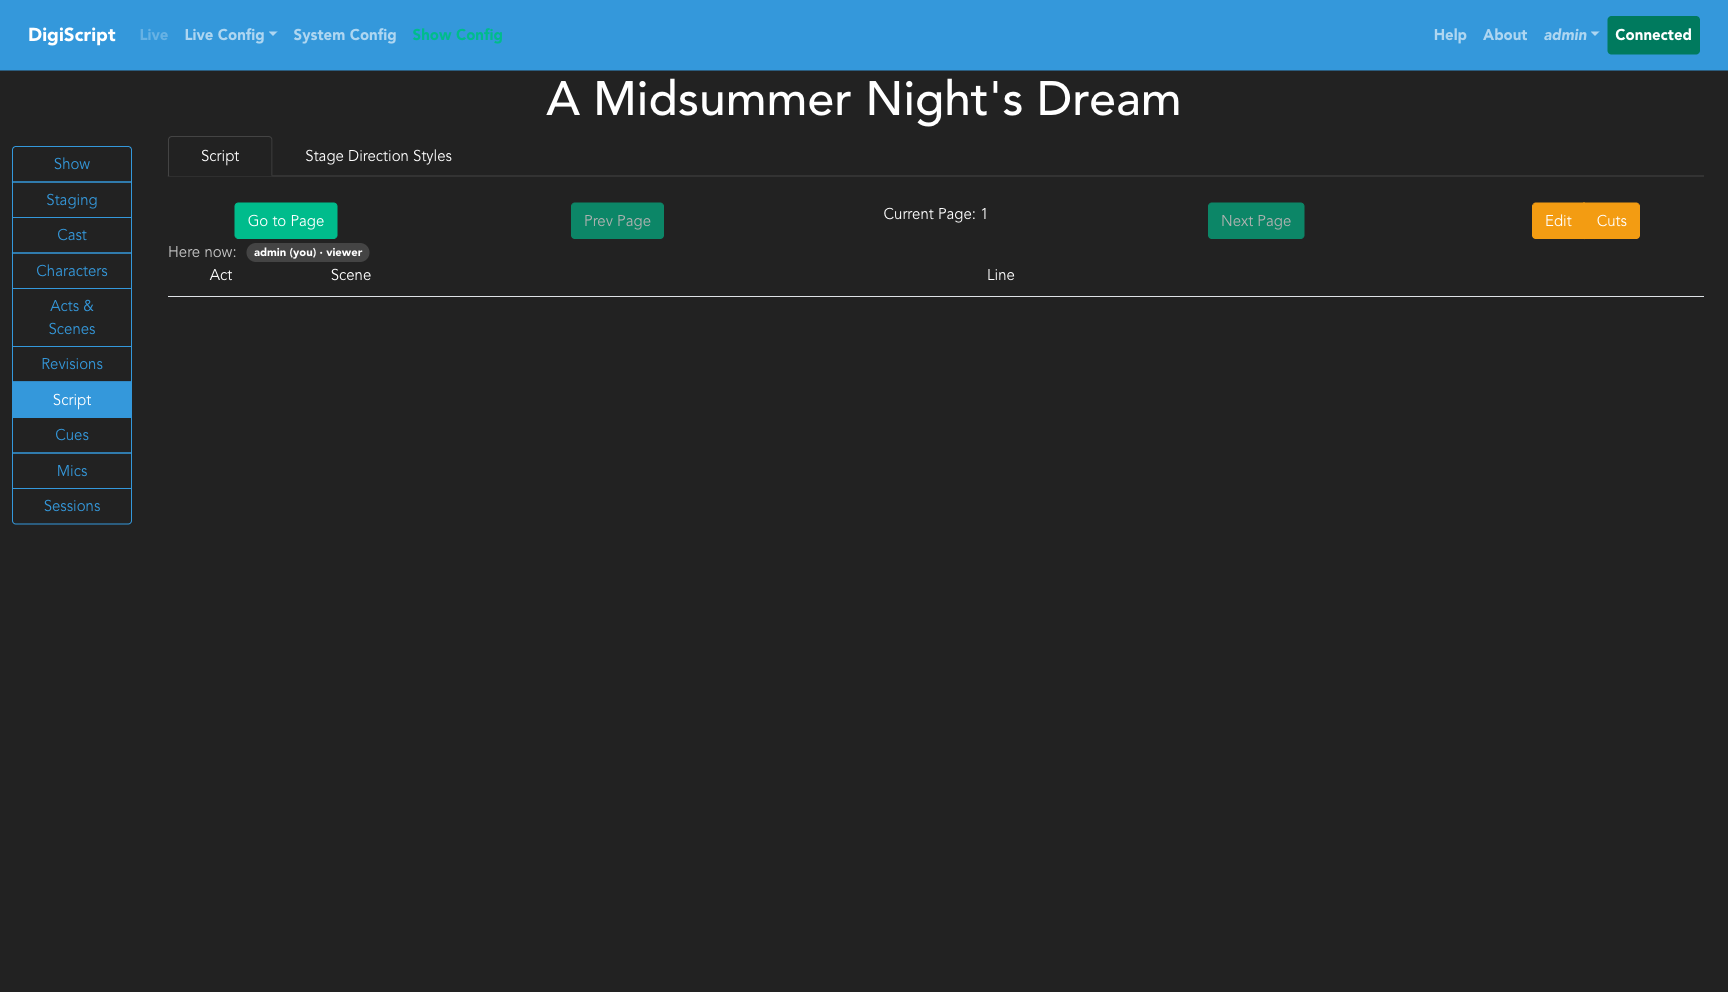 DigiScript Live Live Config System Config Show Config Help About admin Connected
A Midsummer Night's Dream
Show
Staging
Cast
Characters
Acts &
Scenes
Revisions
Script
Cues
Mics
Sessions
Script Stage Direction Styles
Go to Page Prev Page Current Page: 1 Next Page Edit Cuts
Here now: admin (you) · viewer
Act Scene Line